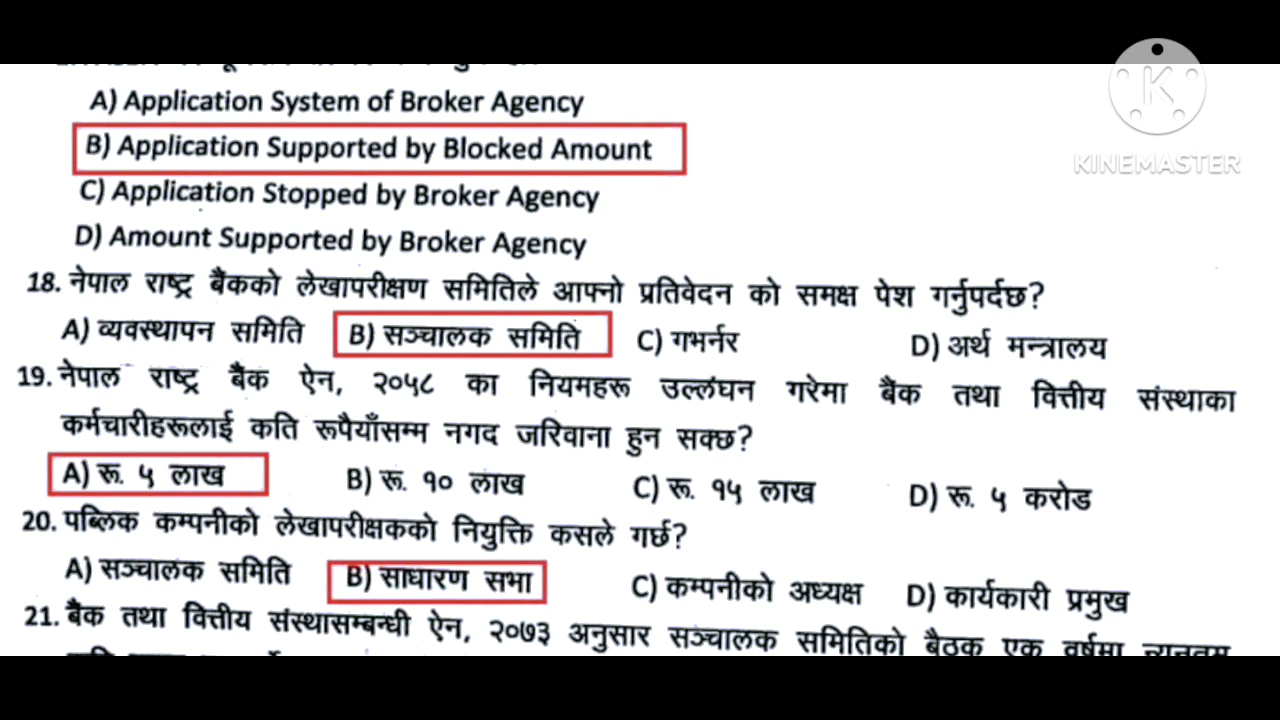 A) Application System of Broker Agency
B) Application Supported by Blocked Amount
C) Application Stopped by Broker Agency
D) Amount Supported by Broker Agency
18. नेपाल राष्ट्र बैंकको लेखापरीक्षण समितिले आफ्नो प्रतिवेदन को समक्ष पेश गर्नुपर्दछ?
A) व्यवस्थापन समिति B) सञ्चालक समिति C) गभर्नर D) अर्थ मन्त्रालय
19. नेपाल राष्ट्र बैंक ऐन, २०५८ का नियमहरू उल्लंघन गरेमा बैंक तथा वित्तीय संस्थाका
कर्मचारीहरूलाई कति रूपैयाँसम्म नगद जरिवाना हुन सक्छ?
A) रू. ५ लाख B) रू. १० लाख C) रू. १५ लाख D) रू. ५ करोड
20. पब्लिक कम्पनीको लेखापरीक्षकको नियुक्ति कसले गर्छ?
A) सञ्चालक समिति B) साधारण सभा C) कम्पनीको अध्यक्ष D) कार्यकारी प्रमुख
21. बैंक तथा वित्तीय संस्थासम्बन्धी ऐन, २०७३ अनुसार सञ्चालक समितिको बैठक एक वर्षमा न्यूनतम
K
KINEMASTER